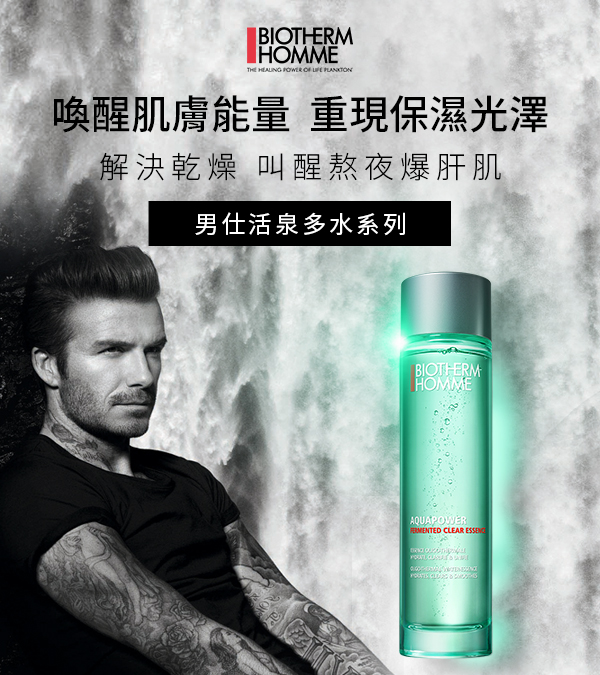 BIOTHERM
HOMME
THE HEALING POWER OF LIFE PLANKTON
喚醒肌膚能量 重現保濕光澤
解決乾燥 叫醒熬夜爆肝肌
男仕活泉多水系列
BIOTHERM
HOMME
AQUAPOWER
FERMENTED CLEAR ESSENCE